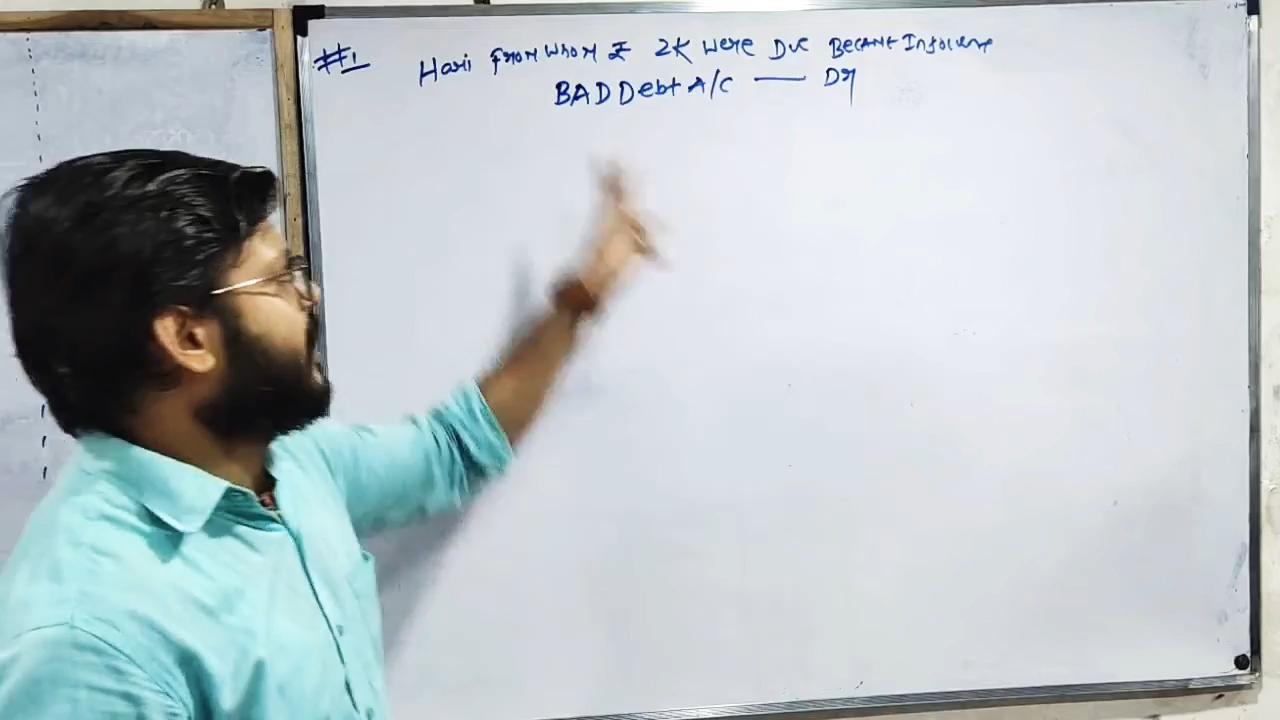 #1 Hari from whom ₹ 2K were Due Became Insolvent
BAD Debt A/C — Dr